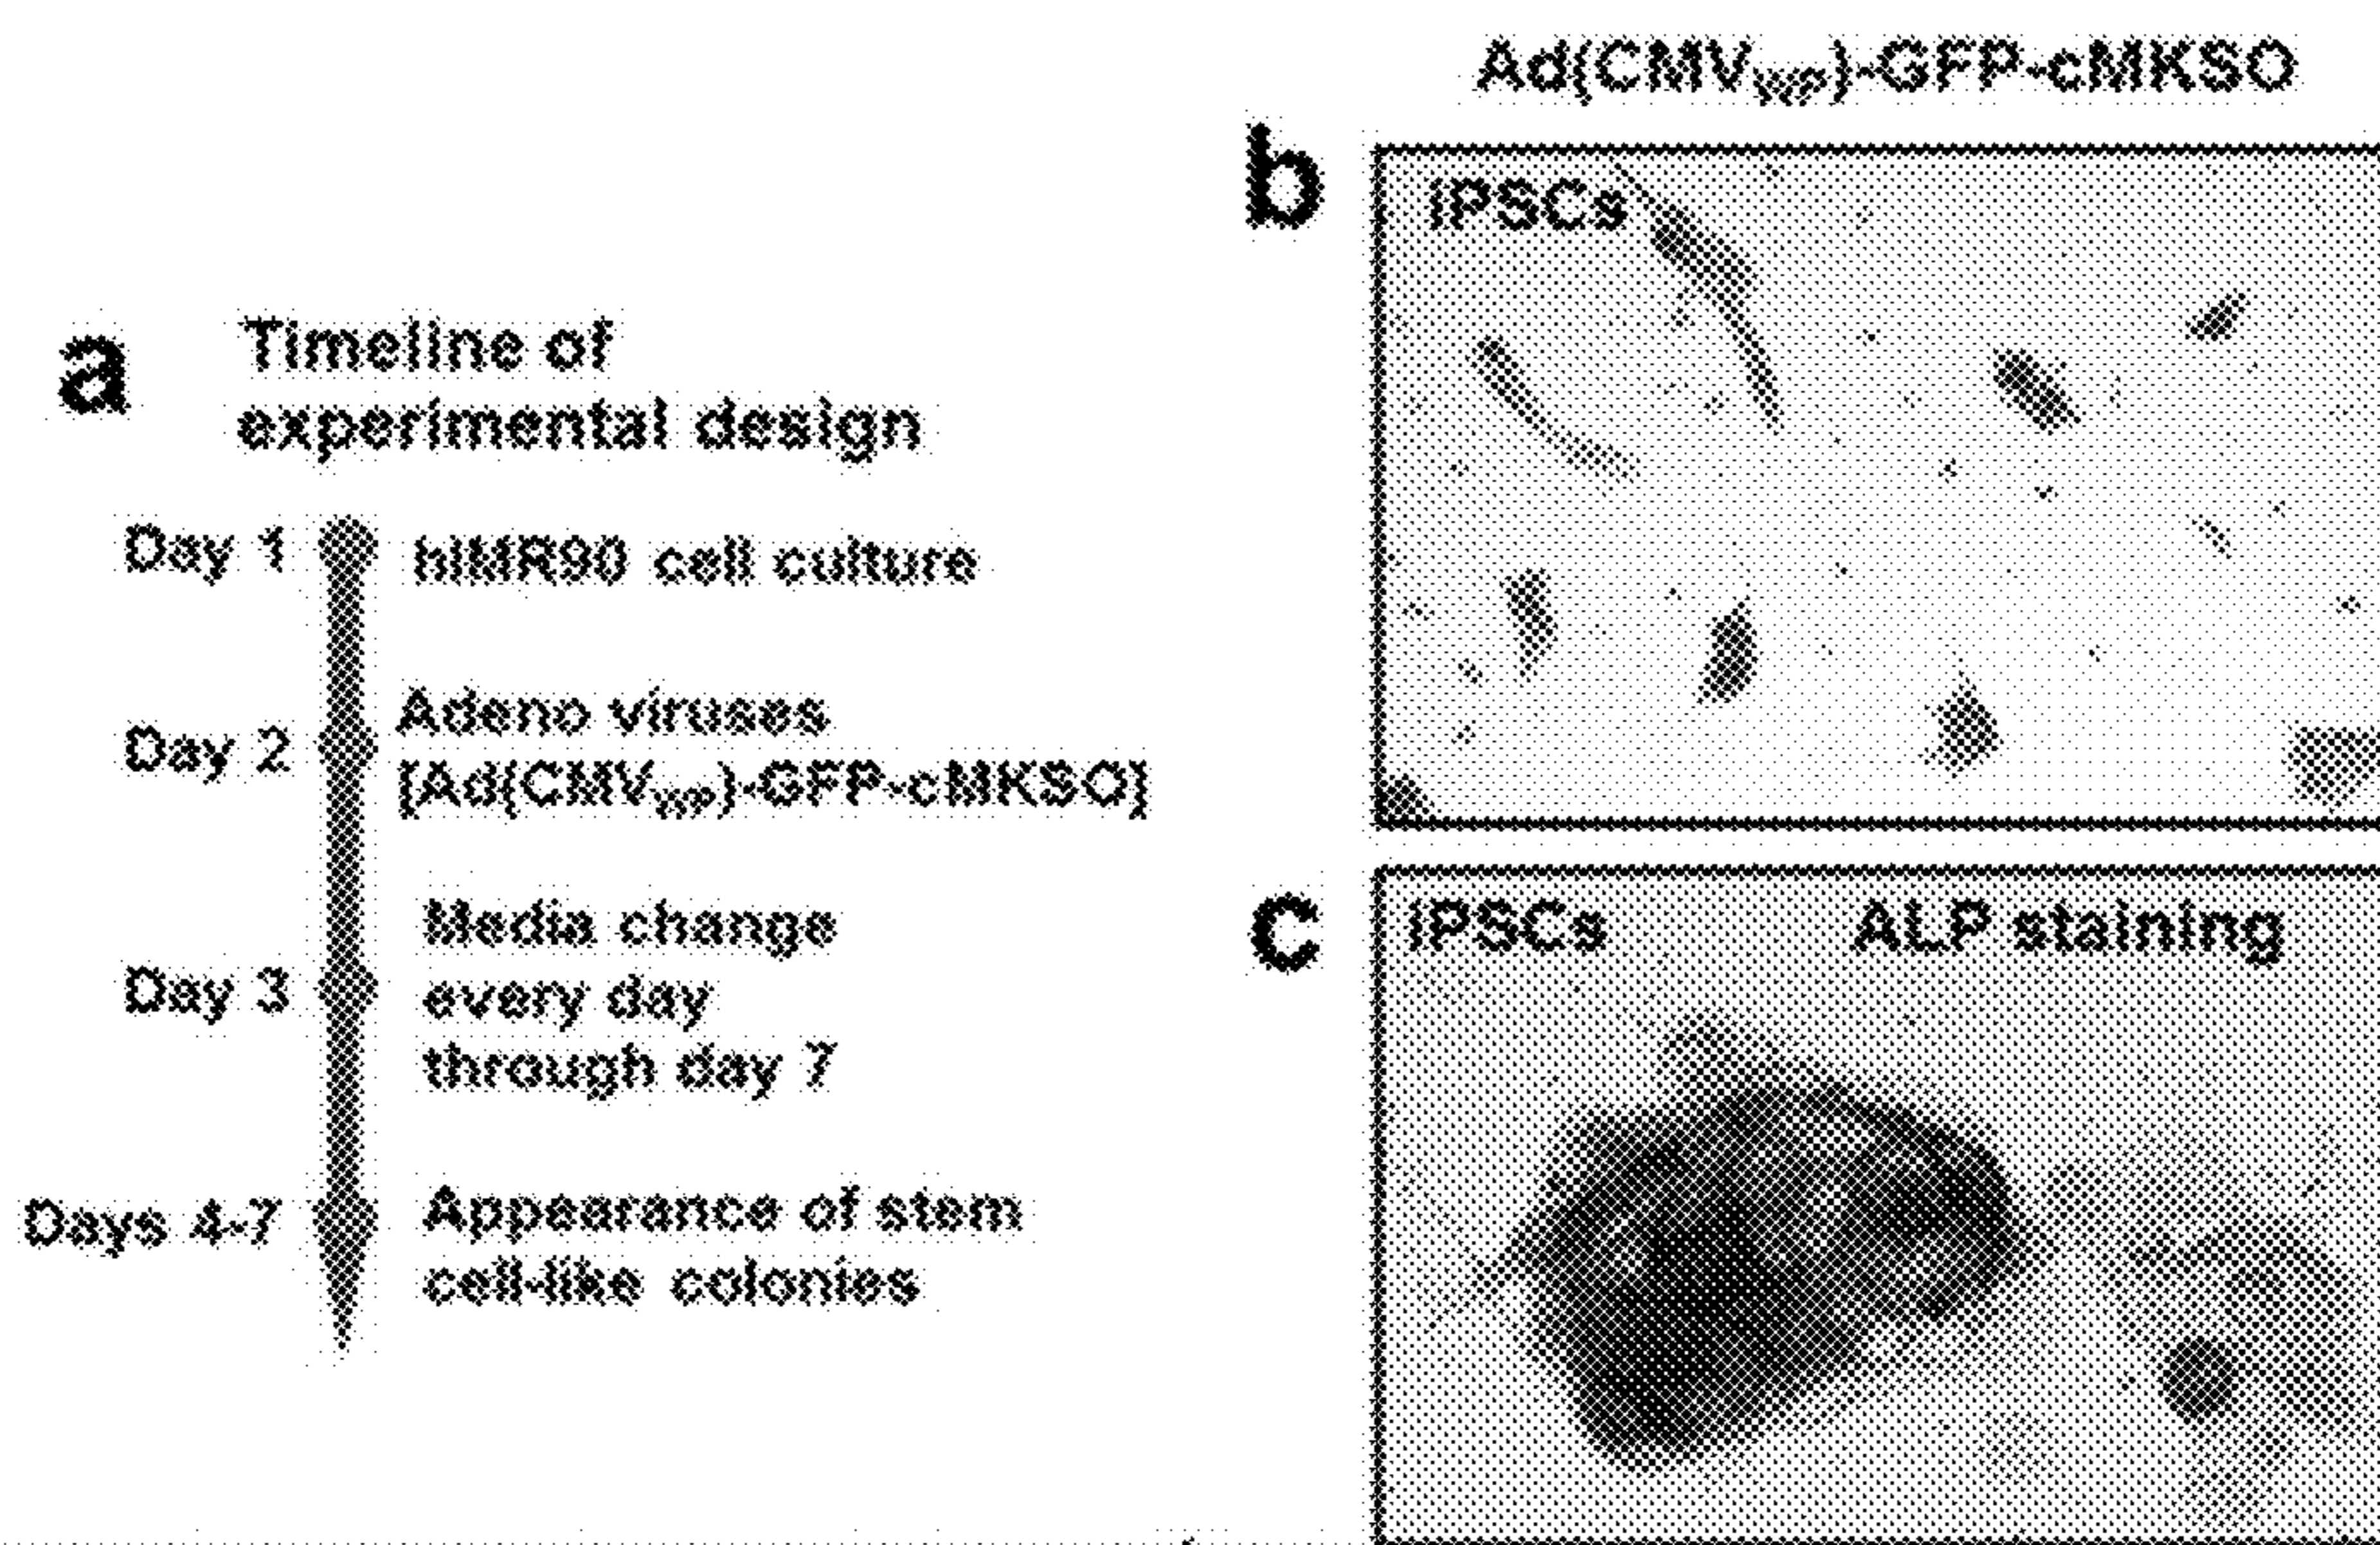 a
Timeline of
experimental design
Day 1
hIMR90 cell culture
Day 2
Adeno viruses
[Ad(CMVWP)-GFP-cMKSO]
Day 3
Media change
every day
through day 7
Days 4-7
Appearance of stem
cell-like colonies
Ad(CMVWP)-GFP-cMKSO
b
iPSCs
c
iPSCs ALP staining